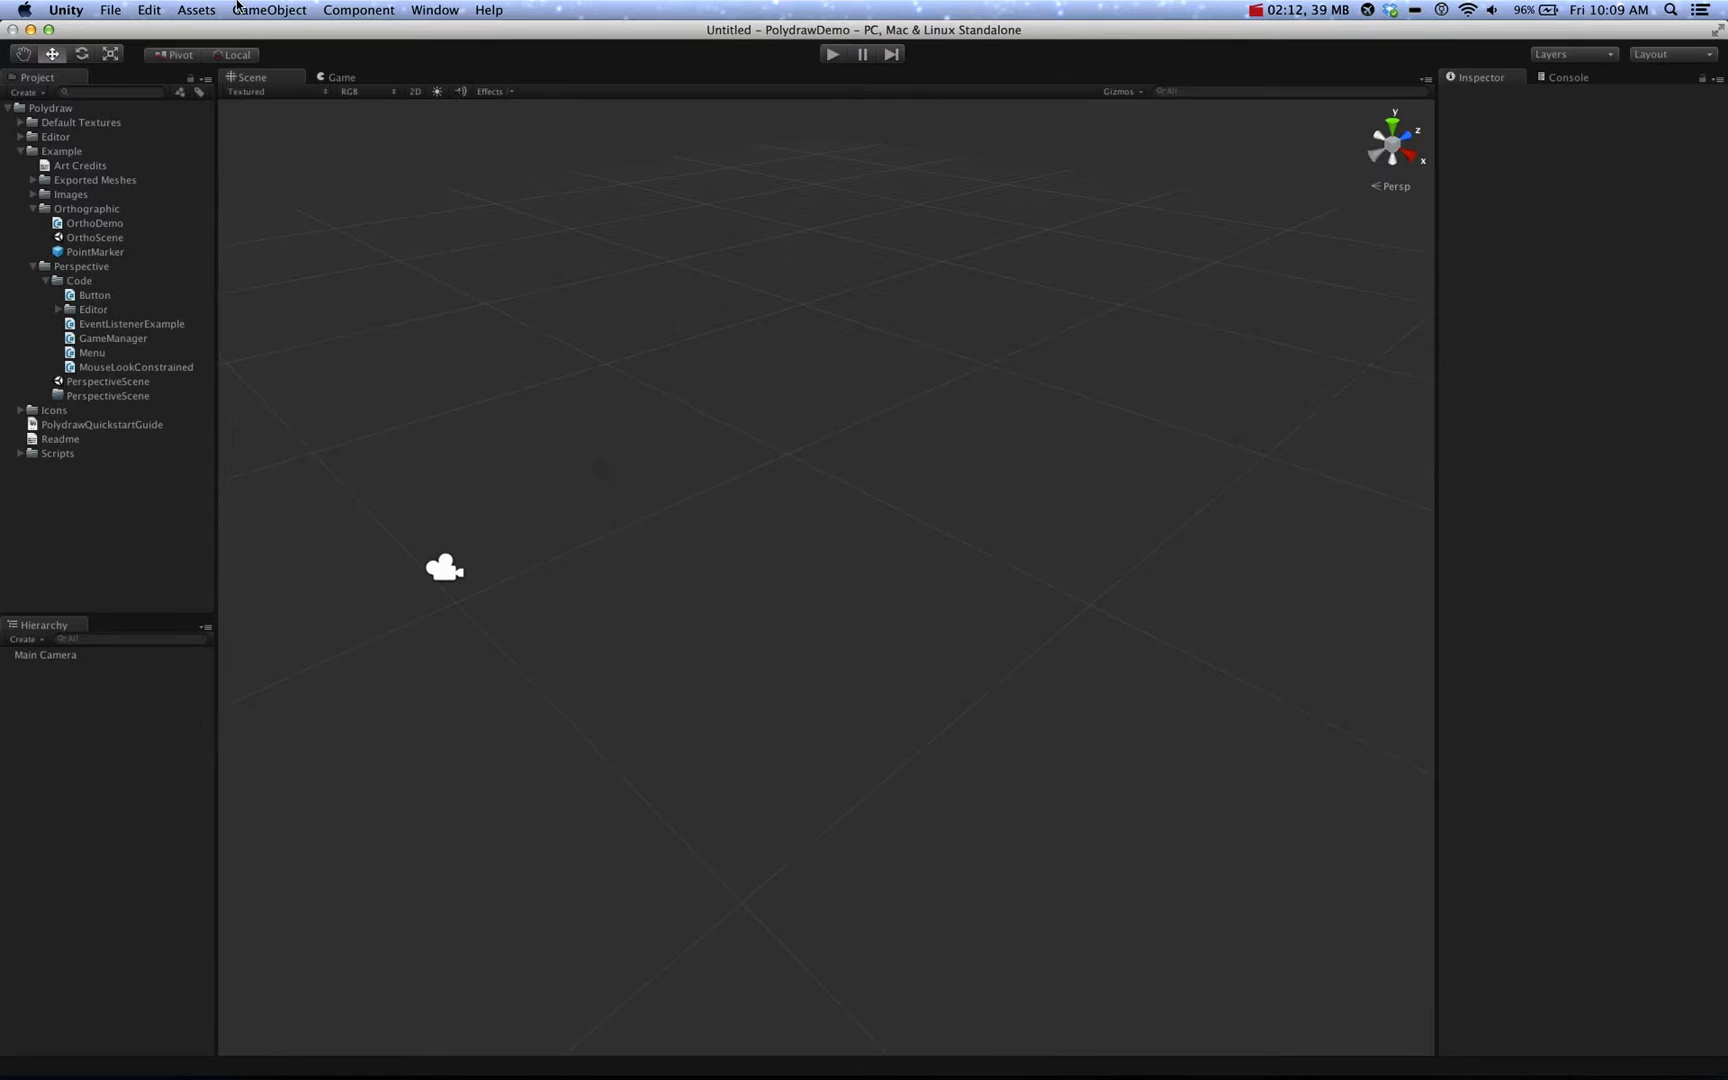 Unity File Edit Assets GameObject Component Window Help 02:12, 39 MB 96% Fri 10:09 AM
Untitled - PolydrawDemo - PC, Mac & Linux Standalone
Pivot Local Layers Layout
Project Scene Game Inspector Console
Create Textured RGB 2D Effects Gizmos All
Polydraw
Default Textures
Editor
Example
Art Credits
Exported Meshes
Images
Orthographic
OrthoDemo
OrthoScene
PointMarker
Perspective
Code
Button
Editor
EventListenerExample
GameManager
Menu
MouseLookConstrained
PerspectiveScene
PerspectiveScene
Icons
PolydrawQuickstartGuide
Readme
Scripts
y
z
x
Persp
Hierarchy
Create All
Main Camera